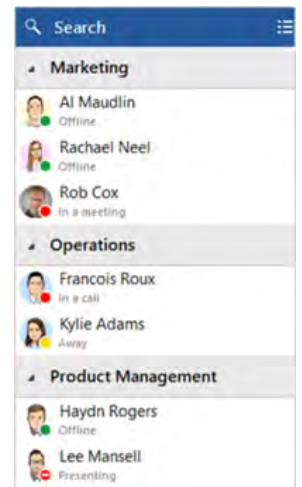 Search
Marketing
Al Maudlin
Offline
Rachael Neel
Offline
Rob Cox
In a meeting
Operations
Francois Roux
In a call
Kylie Adams
Away
Product Management
Haydn Rogers
Offline
Lee Mansell
Presenting